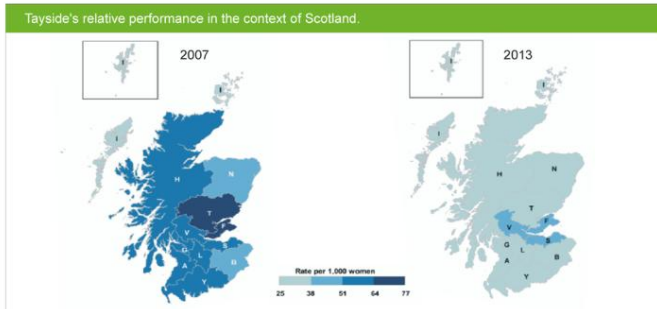 Tayside's relative performance in the context of Scotland.
2007
2013
I
I
I
H
N
T
F
V
G
L
A
B
Y
I
I
I
H
N
T
F
V
S
G
L
A
B
Y
Rate per 1,000 women
25 38 51 64 77